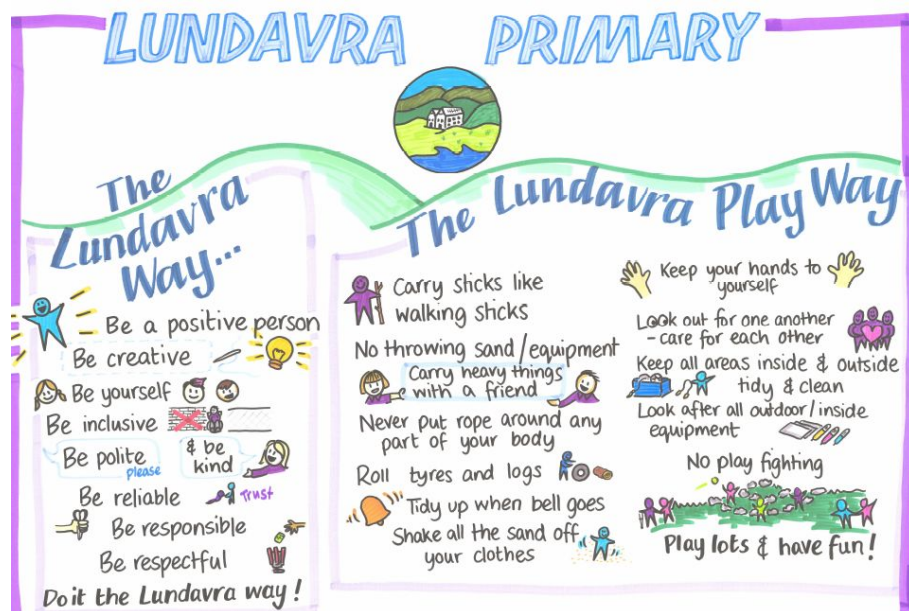 LUNDAVRA PRIMARY
The
Lundavra
Way...
Be a positive person
Be creative
Be yourself
Be inclusive
Be polite
please
& be
kind
Be reliable
Trust
Be responsible
Be respectful
Do it the Lundavra way!
The Lundavra Play Way
Carry sticks like
walking sticks
No throwing sand/equipment
Carry heavy things
with a friend
Never put rope around any
part of your body
Roll tyres and logs
Tidy up when bell goes
Shake all the sand off
your clothes
Keep your hands to
yourself
Look out for one another
- care for each other
Keep all areas inside & outside
tidy & clean
Look after all outdoor/inside
equipment
No play fighting
Play lots & have fun!